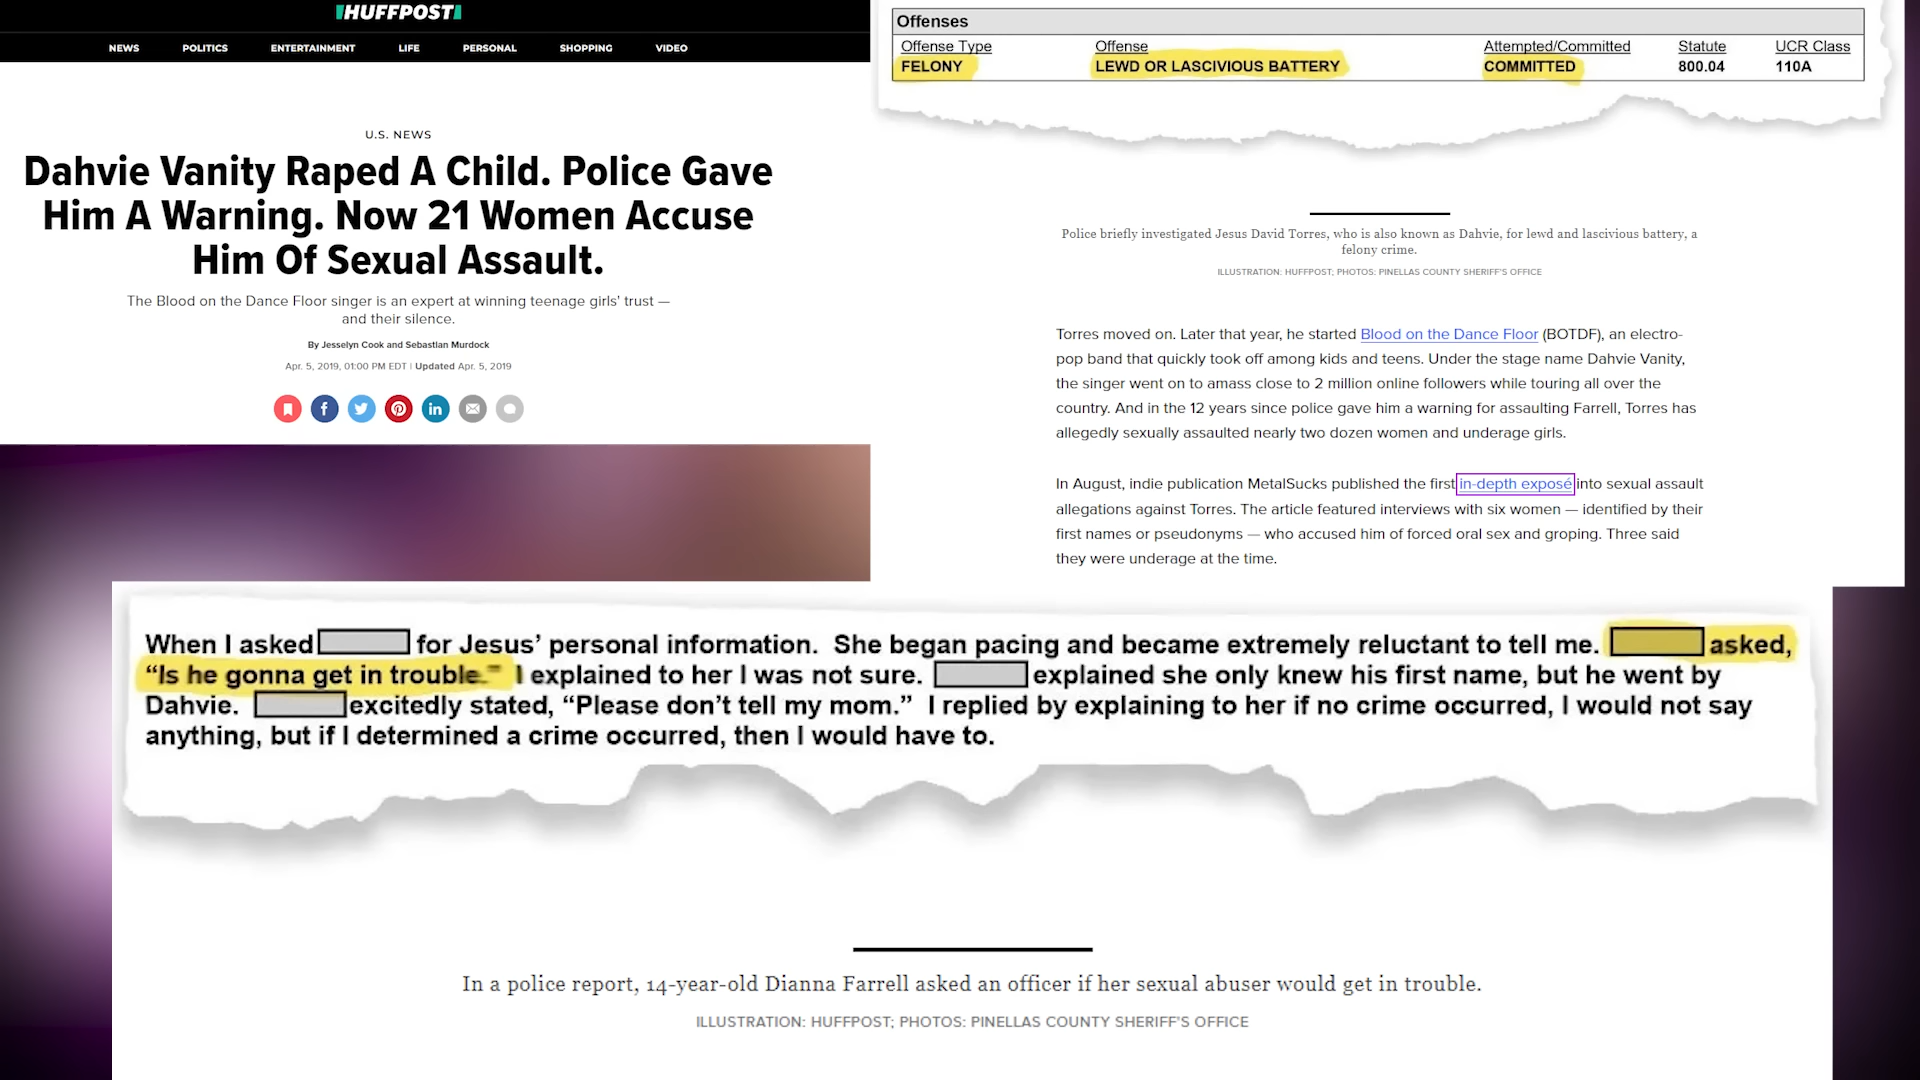 HUFFPOST
NEWS POLITICS ENTERTAINMENT LIFE PERSONAL SHOPPING VIDEO
U.S. NEWS
Dahvie Vanity Raped A Child. Police Gave
Him A Warning. Now 21 Women Accuse
Him Of Sexual Assault.
The Blood on the Dance Floor singer is an expert at winning teenage girls' trust —
and their silence.
By Jesselyn Cook and Sebastian Murdock
Apr. 5, 2019, 01:00 PM EDT | Updated Apr. 5, 2019
Offenses
Offense Type Offense Attempted/Committed Statute UCR Class
FELONY LEWD OR LASCIVIOUS BATTERY COMMITTED 800.04 110A
Police briefly investigated Jesus David Torres, who is also known as Dahvie, for lewd and lascivious battery, a
felony crime.
ILLUSTRATION: HUFFPOST; PHOTOS: PINELLAS COUNTY SHERIFF'S OFFICE
Torres moved on. Later that year, he started Blood on the Dance Floor (BOTDF), an electro-
pop band that quickly took off among kids and teens. Under the stage name Dahvie Vanity,
the singer went on to amass close to 2 million online followers while touring all over the
country. And in the 12 years since police gave him a warning for assaulting Farrell, Torres has
allegedly sexually assaulted nearly two dozen women and underage girls.
In August, indie publication MetalSucks published the first in-depth exposé into sexual assault
allegations against Torres. The article featured interviews with six women — identified by their
first names or pseudonyms — who accused him of forced oral sex and groping. Three said
they were underage at the time.
When I asked for Jesus' personal information. She began pacing and became extremely reluctant to tell me. asked,
“Is he gonna get in trouble.” I explained to her I was not sure. explained she only knew his first name, but he went by
Dahvie. excitedly stated, “Please don't tell my mom.” I replied by explaining to her if no crime occurred, I would not say
anything, but if I determined a crime occurred, then I would have to.
In a police report, 14-year-old Dianna Farrell asked an officer if her sexual abuser would get in trouble.
ILLUSTRATION: HUFFPOST; PHOTOS: PINELLAS COUNTY SHERIFF'S OFFICE